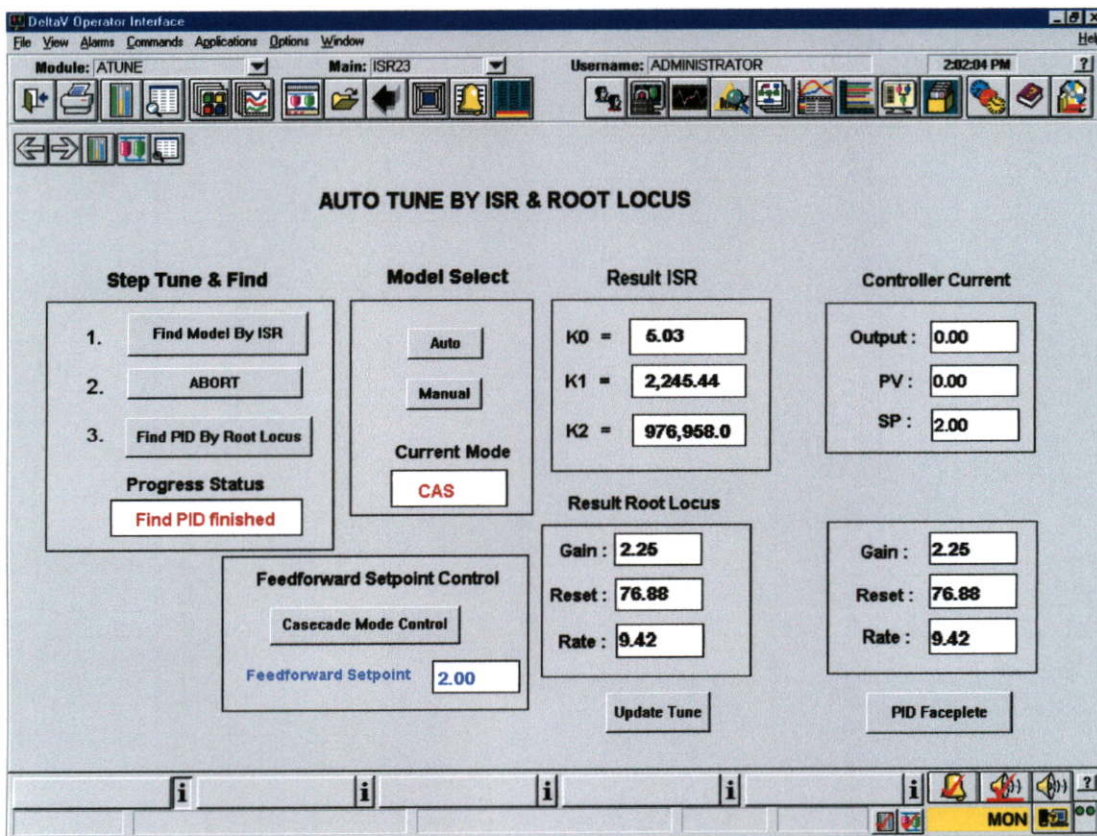 DeltaV Operator Interface
File View Alarms Commands Applications Options Window Hel
Module: ATUNE Main: ISR23 Username: ADMINISTRATOR 2:02:04 PM ?
AUTO TUNE BY ISR & ROOT LOCUS
Step Tune & Find
1. Find Model By ISR
2. ABORT
3. Find PID By Root Locus
Progress Status
Find PID finished
Model Select
Auto
Manual
Current Mode
CAS
Result ISR
K0 = 5.03
K1 = 2,245.44
K2 = 976,958.0
Controller Current
Output : 0.00
PV : 0.00
SP : 2.00
Feedforward Setpoint Control
Casecade Mode Control
Feedforward Setpoint 2.00
Result Root Locus
Gain : 2.25
Reset : 76.88
Rate : 9.42
Update Tune
Gain : 2.25
Reset : 76.88
Rate : 9.42
PID Faceplete
i i i i i ?
MON